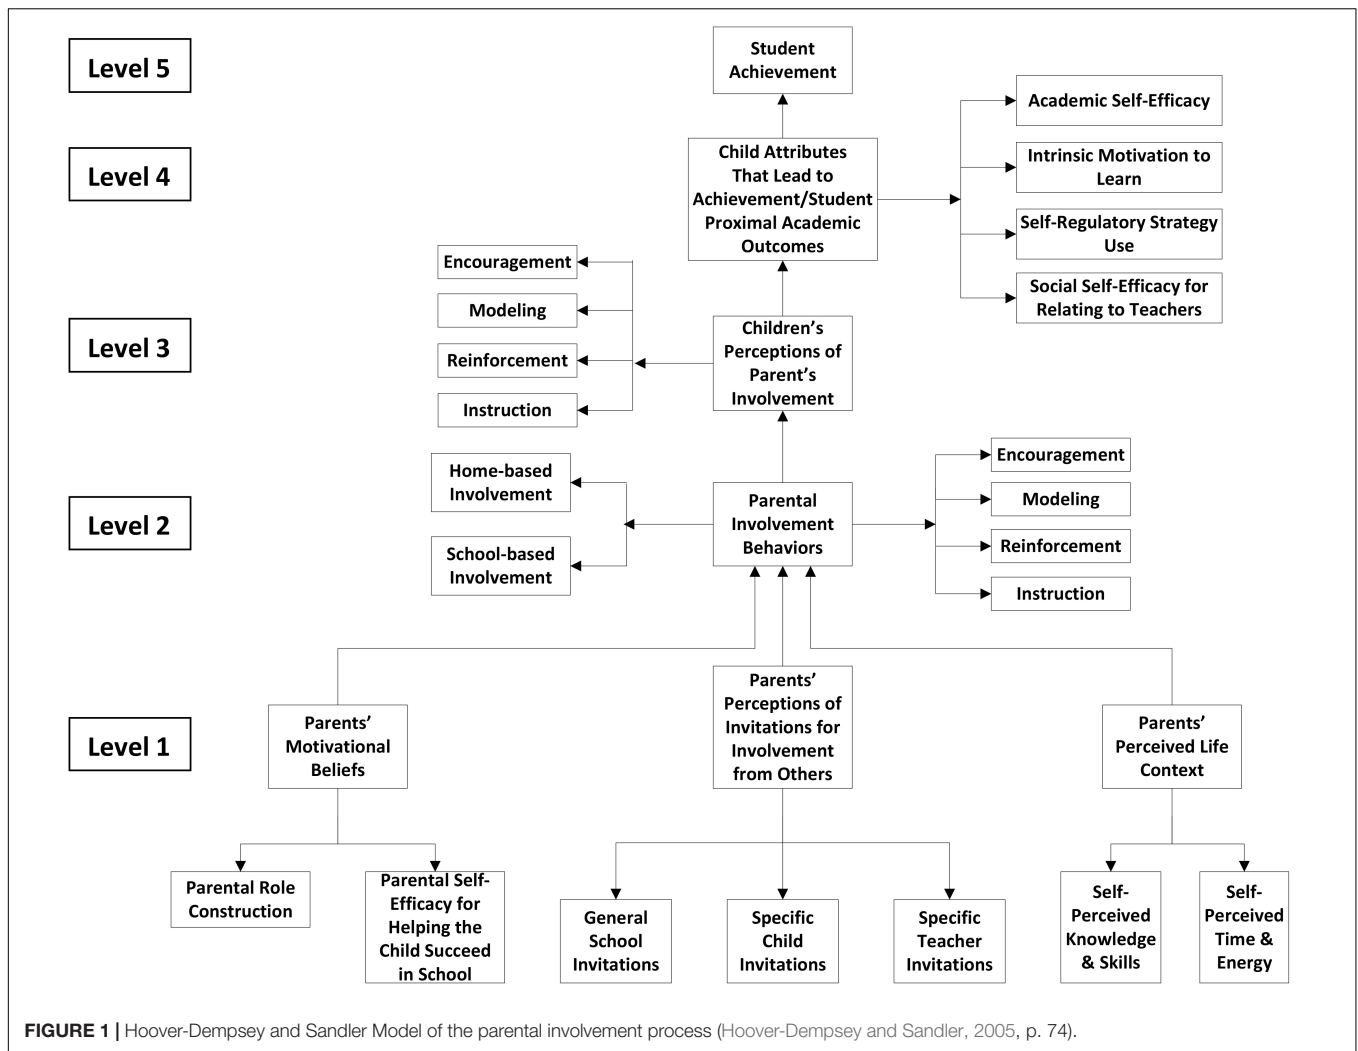 Level 5
Student
Achievement
Academic Self-Efficacy
Level 4
Child Attributes
That Lead to
Achievement/Student
Proximal Academic
Outcomes
Intrinsic Motivation to
Learn
Self-Regulatory Strategy
Use
Social Self-Efficacy for
Relating to Teachers
Encouragement
Modeling
Reinforcement
Instruction
Level 3
Children's
Perceptions of
Parent's
Involvement
Home-based
Involvement
School-based
Involvement
Level 2
Parental
Involvement
Behaviors
Encouragement
Modeling
Reinforcement
Instruction
Level 1
Parents'
Motivational
Beliefs
Parents'
Perceptions of
Invitations for
Involvement
from Others
Parents'
Perceived Life
Context
Parental Role
Construction
Parental Self-
Efficacy for
Helping the
Child Succeed
in School
General
School
Invitations
Specific
Child
Invitations
Specific
Teacher
Invitations
Self-
Perceived
Knowledge
& Skills
Self-
Perceived
Time &
Energy
FIGURE 1 | Hoover-Dempsey and Sandler Model of the parental involvement process (Hoover-Dempsey and Sandler, 2005, p. 74).